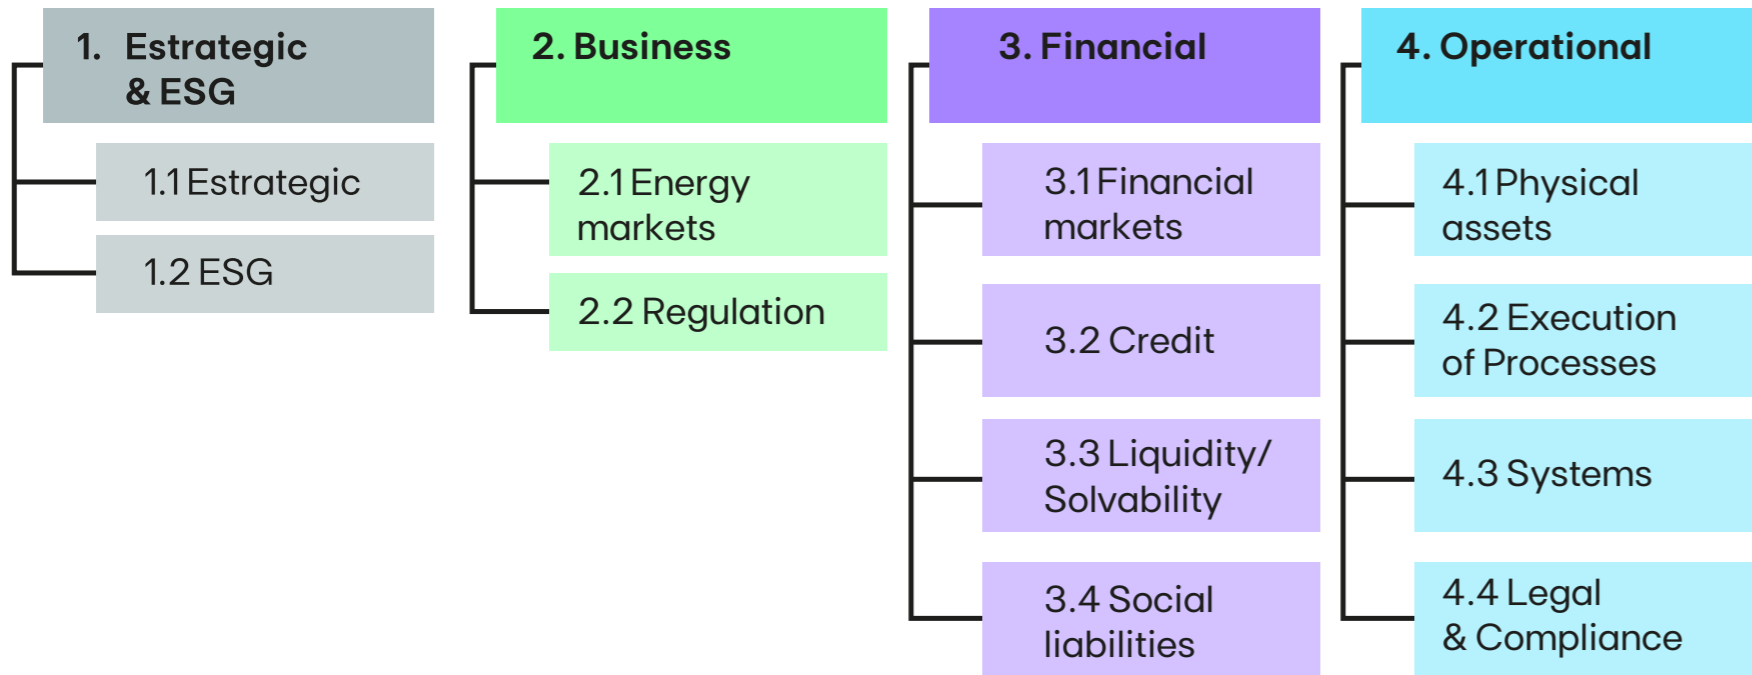 1. Estrategic
& ESG
1.1 Estrategic
1.2 ESG
2. Business
2.1 Energy
markets
2.2 Regulation
3. Financial
3.1 Financial
markets
3.2 Credit
3.3 Liquidity/
Solvability
3.4 Social
liabilities
4. Operational
4.1 Physical
assets
4.2 Execution
of Processes
4.3 Systems
4.4 Legal
& Compliance